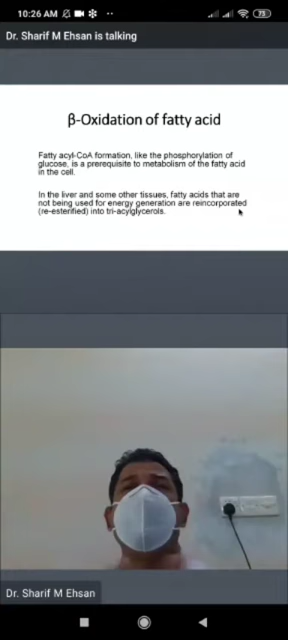 10:26 AM
73
Dr. Sharif M Ehsan is talking
β-Oxidation of fatty acid
Fatty acyl-CoA formation, like the phosphorylation of
glucose, is a prerequisite to metabolism of the fatty acid
in the cell.
In the liver and some other tissues, fatty acids that are
not being used for energy generation are reincorporated
(re-esterified) into tri-acylglycerols.
Dr. Sharif M Ehsan